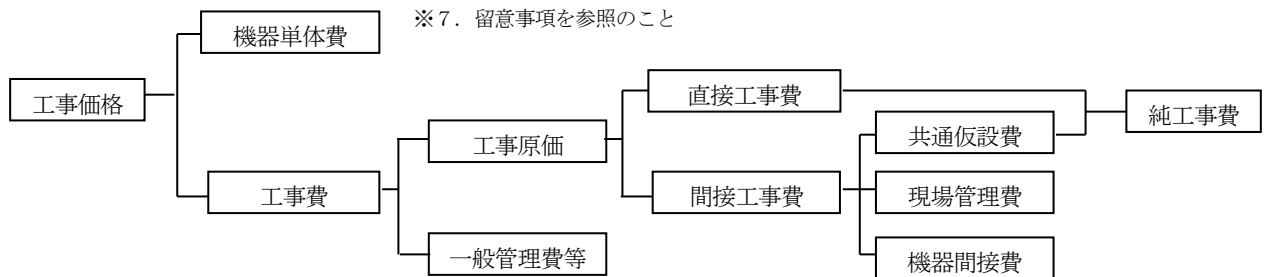 ※７．留意事項を参照のこと
機器単体費
工事価格
直接工事費
純工事費
工事原価
共通仮設費
工事費
間接工事費
現場管理費
一般管理費等
機器間接費